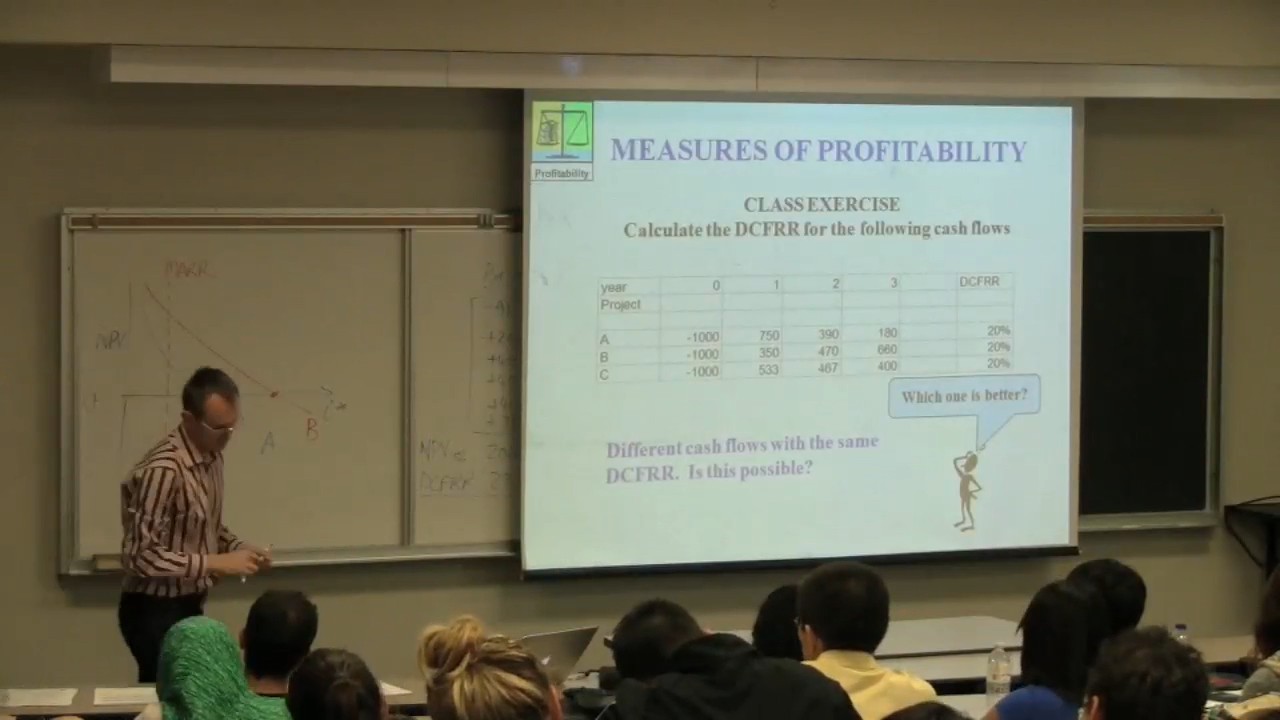 MEASURES OF PROFITABILITY
Profitability
CLASS EXERCISE
Calculate the DCFRR for the following cash flows
year 0 1 2 3 DCFRR
Project
A -1000 750 390 180 20%
B -1000 350 470 660 20%
C -1000 533 467 400 20%
Which one is better?
Different cash flows with the same
DCFRR. Is this possible?
MARR
NPV
A
B
i*
NPV
DCFRR